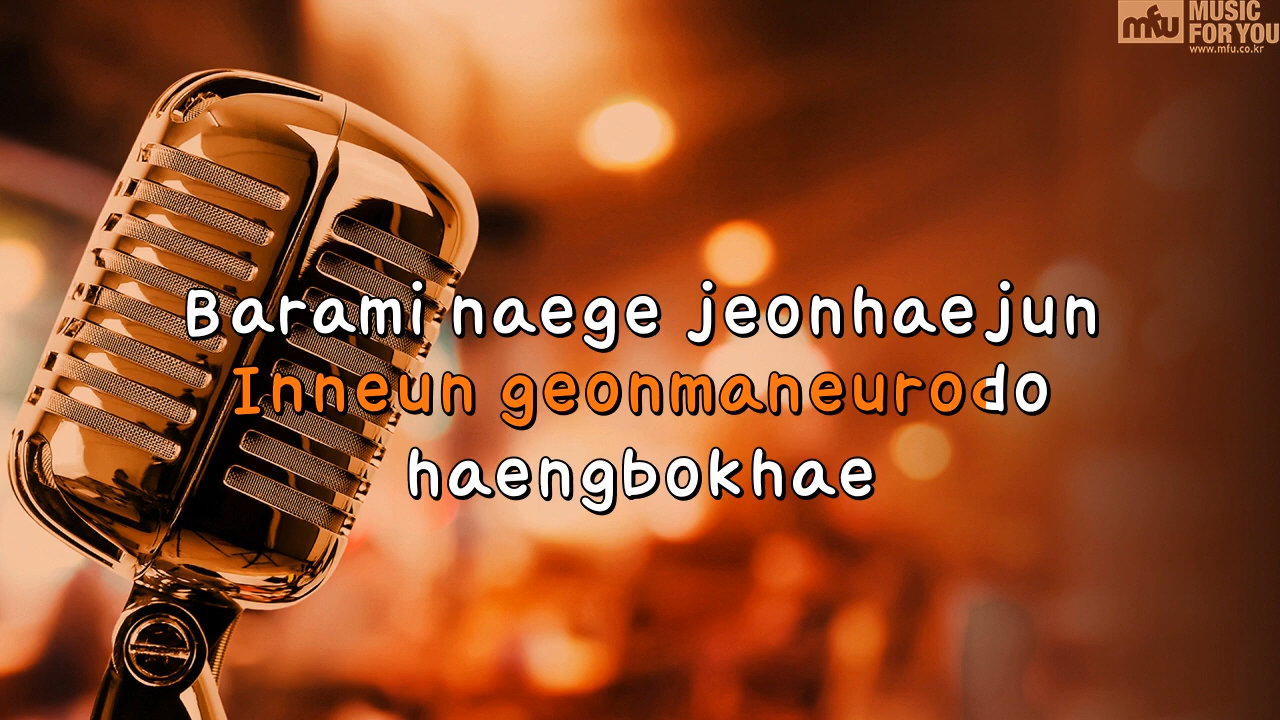 mfu MUSIC
FOR YOU
www.mfu.co.kr
Barami naege jeonhaejun
Inneun geonmaneurodo
haengbokhae